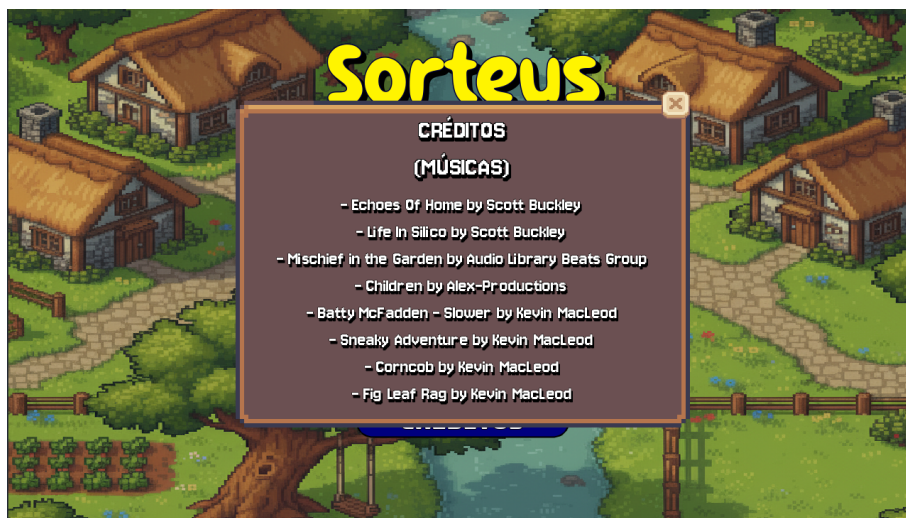 Sorteus
CRÉDITOS
(MÚSICAS)
- Echoes Of Home by Scott Buckley
- Life In Silico by Scott Buckley
- Mischief in the Garden by Audio Library Beats Group
- Children by Alex-Productions
- Batty McFadden - Slower by Kevin MacLeod
- Sneaky Adventure by Kevin MacLeod
- Corncob by Kevin MacLeod
- Fig Leaf Rag by Kevin MacLeod